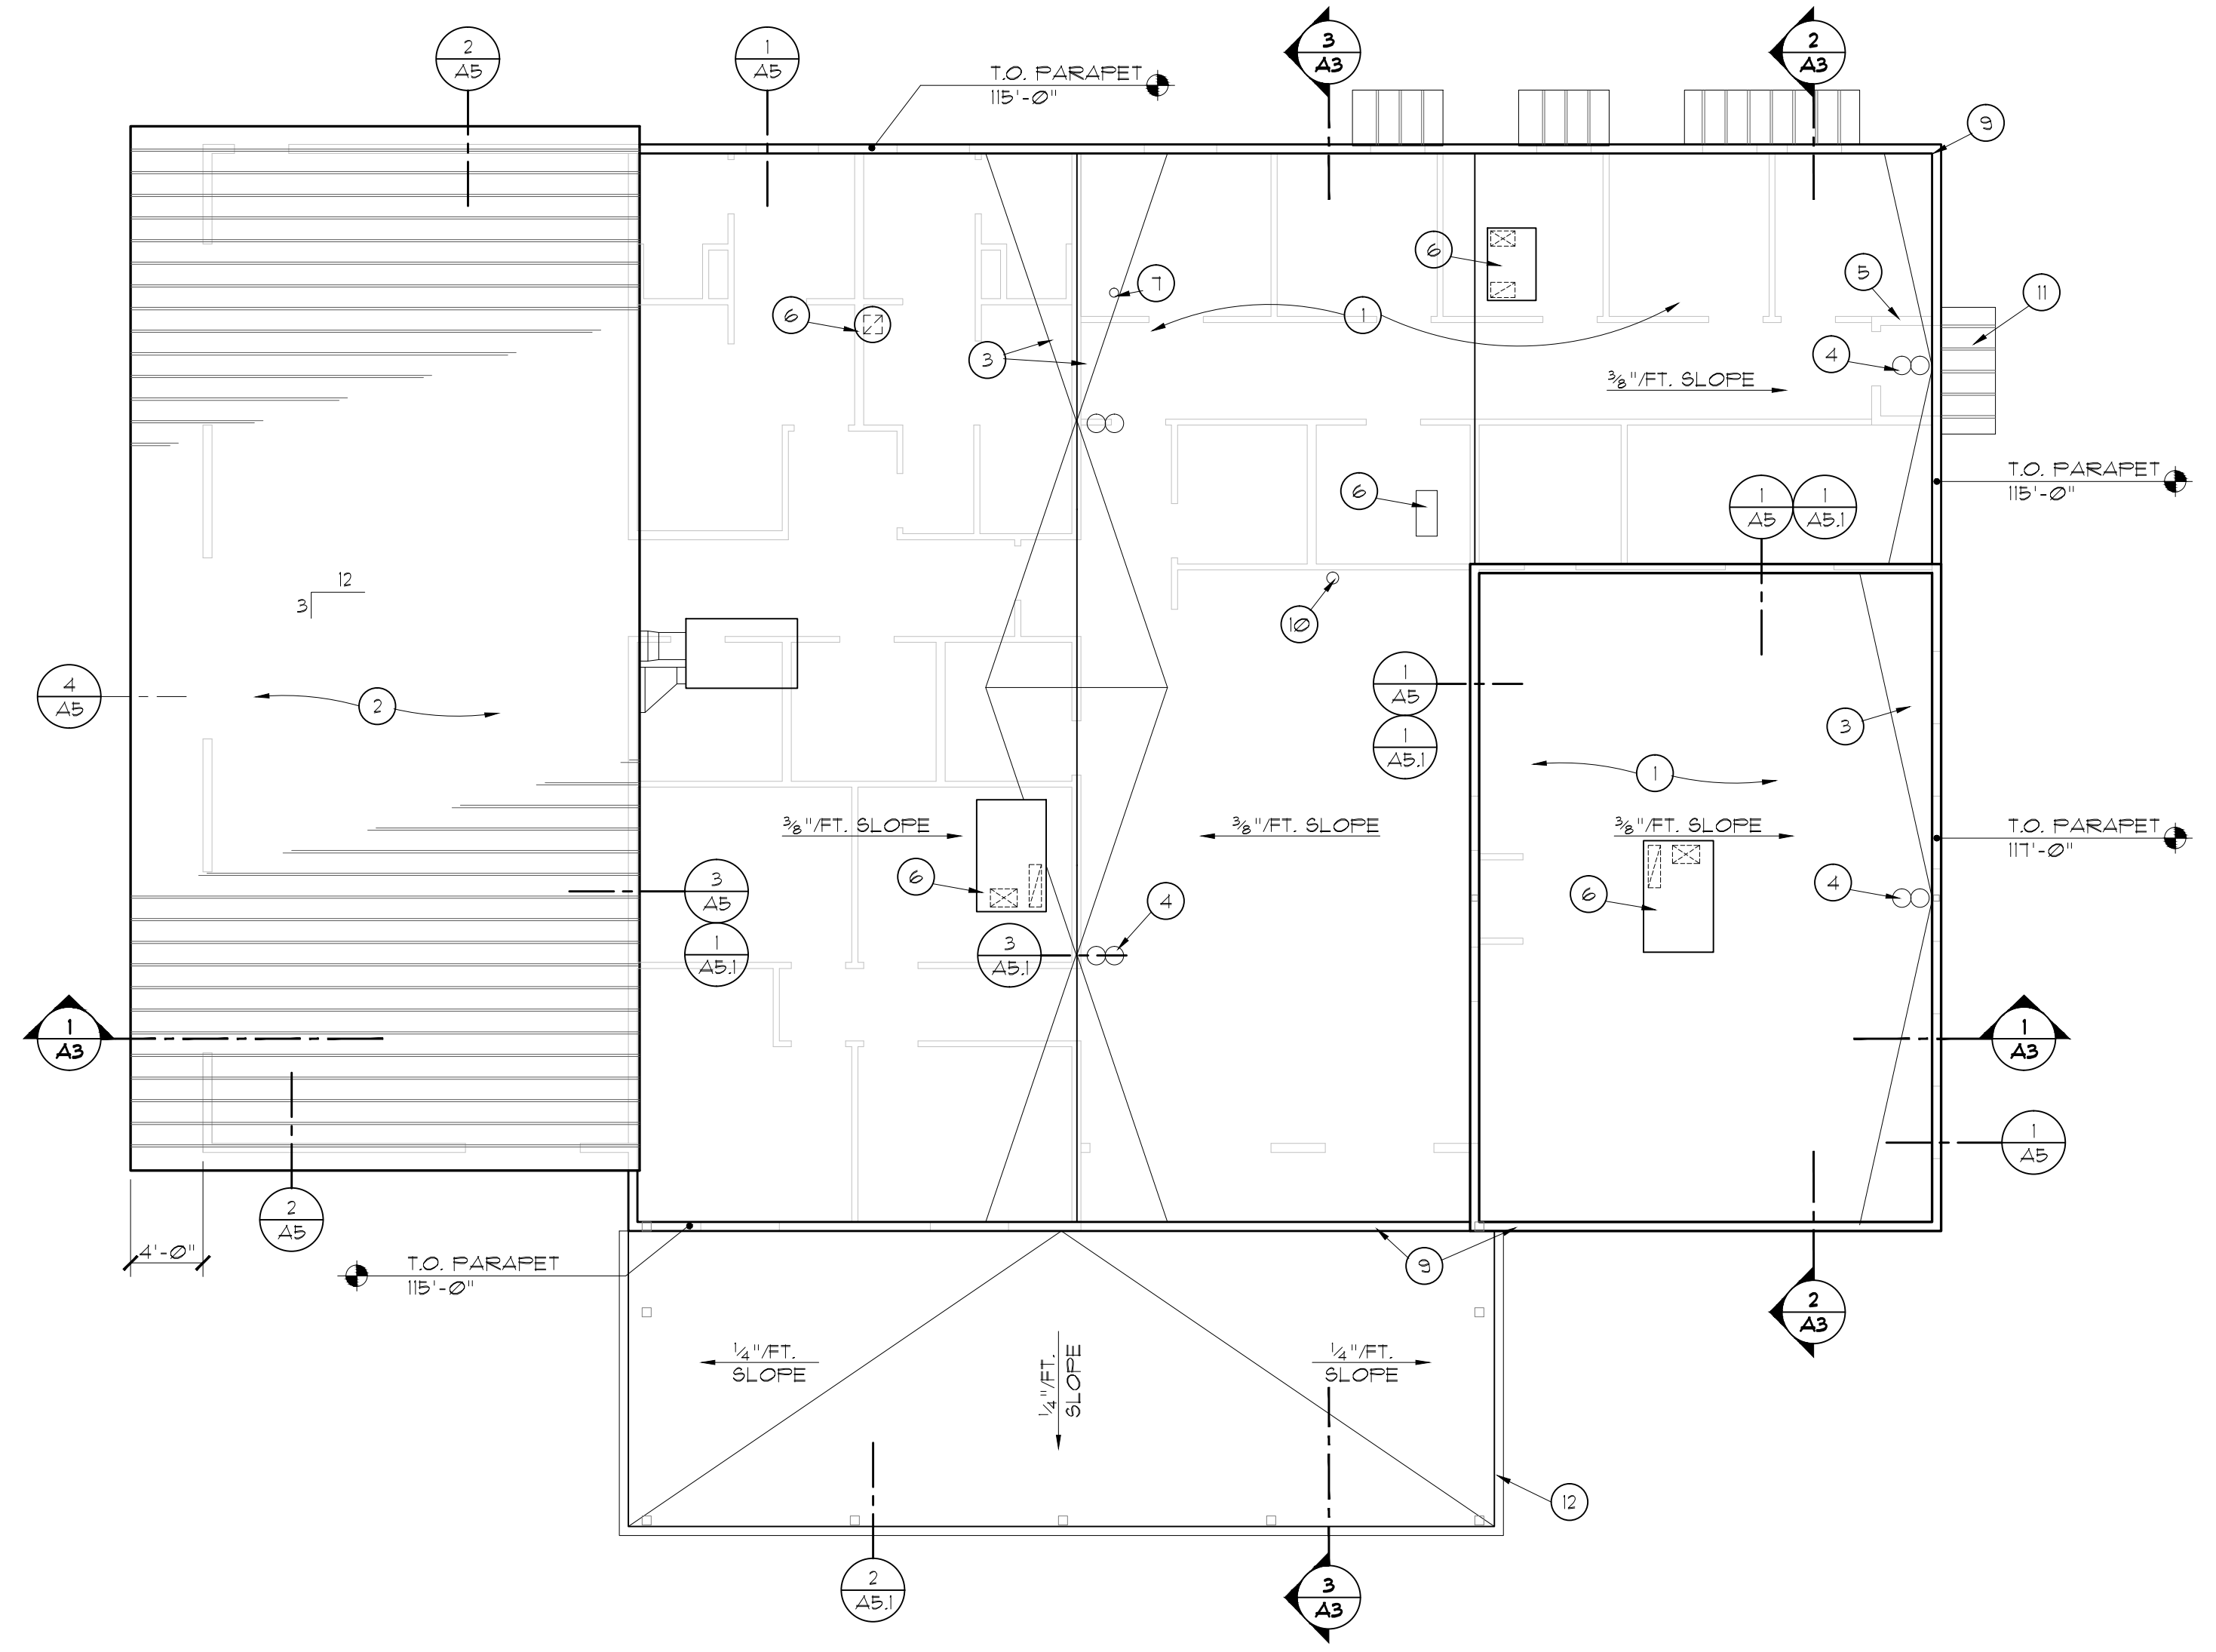 2
A5
1
A5
T.O. PARAPET
115'-0"
3
A3
2
A3
9
6
5
11
7
6
1
3
4
3/8"/FT. SLOPE
T.O. PARAPET
115'-0"
6
1
A5
1
A5.1
12
3
10
4
A5
2
1
A5
1
A5.1
3
1
3/8"/FT. SLOPE
3/8"/FT. SLOPE
3/8"/FT. SLOPE
T.O. PARAPET
117'-0"
3
A5
1
A5.1
6
4
6
4
3
A5.1
1
A3
1
A3
1
A5
2
A5
4'-0"
T.O. PARAPET
115'-0"
9
2
A3
1/4"/FT.
SLOPE
1/4"/FT.
SLOPE
1/4"/FT.
SLOPE
12
2
A5.1
3
A3